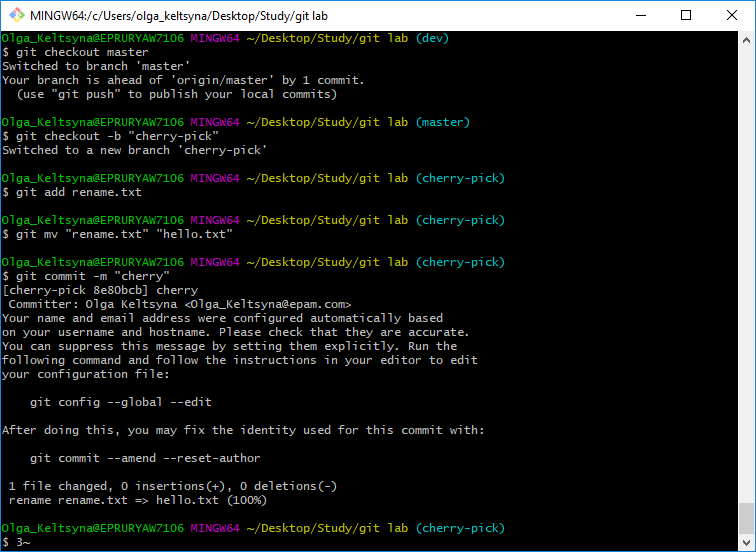 MINGW64:/c/Users/olga_keltsyna/Desktop/Study/git lab
Olga_Keltsyna@EPRURYAW7106 MINGW64 ~/Desktop/Study/git lab (dev)
$ git checkout master
Switched to branch 'master'
Your branch is ahead of 'origin/master' by 1 commit.
  (use "git push" to publish your local commits)

Olga_Keltsyna@EPRURYAW7106 MINGW64 ~/Desktop/Study/git lab (master)
$ git checkout -b "cherry-pick"
Switched to a new branch 'cherry-pick'

Olga_Keltsyna@EPRURYAW7106 MINGW64 ~/Desktop/Study/git lab (cherry-pick)
$ git add rename.txt

Olga_Keltsyna@EPRURYAW7106 MINGW64 ~/Desktop/Study/git lab (cherry-pick)
$ git mv "rename.txt" "hello.txt"

Olga_Keltsyna@EPRURYAW7106 MINGW64 ~/Desktop/Study/git lab (cherry-pick)
$ git commit -m "cherry"
[cherry-pick 8e80bcb] cherry
 Committer: Olga Keltsyna <Olga_Keltsyna@epam.com>
Your name and email address were configured automatically based
on your username and hostname. Please check that they are accurate.
You can suppress this message by setting them explicitly. Run the
following command and follow the instructions in your editor to edit
your configuration file:

    git config --global --edit

After doing this, you may fix the identity used for this commit with:

    git commit --amend --reset-author

 1 file changed, 0 insertions(+), 0 deletions(-)
 rename rename.txt => hello.txt (100%)

Olga_Keltsyna@EPRURYAW7106 MINGW64 ~/Desktop/Study/git lab (cherry-pick)
$ 3~